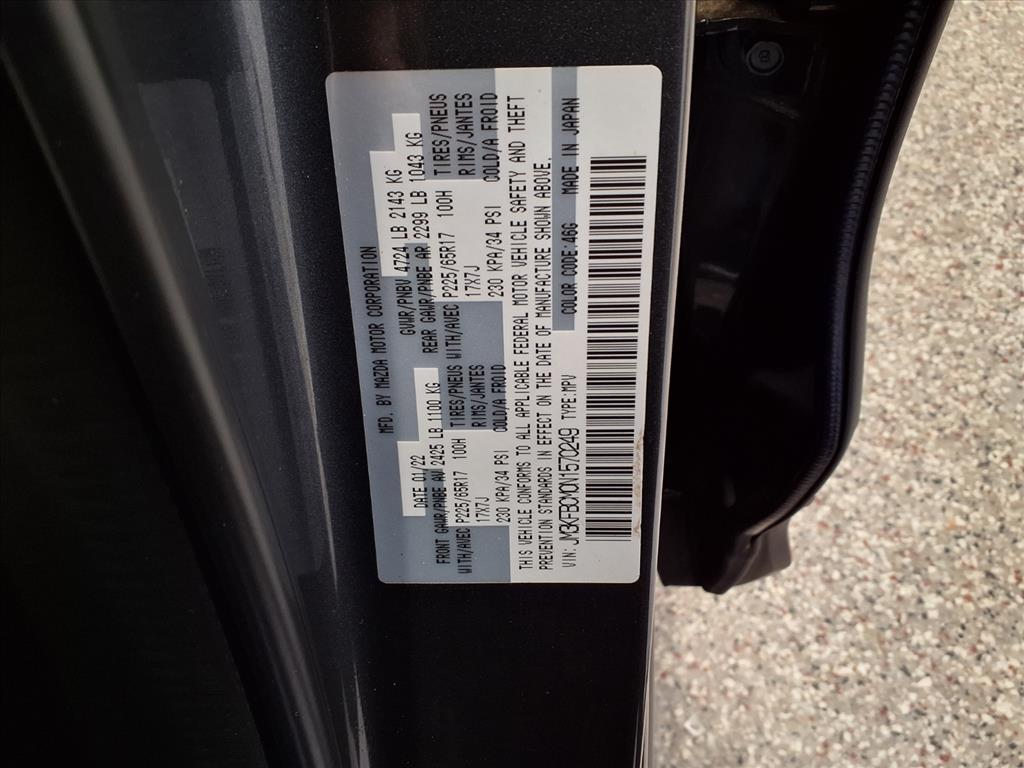 MFD. BY MAZDA MOTOR CORPORATION
DATE 01/22 GVWR/PNBV 4724 LB 2143 KG
FRONT GAWR/PNBE AV 2425 LB 1100 KG REAR GAWR/PNBE AR 2299 LB 1043 KG
WITH/AVEC P225/65R17 100H TIRES/PNEUS WITH/AVEC P225/65R17 100H TIRES/PNEUS
17X7J RIMS/JANTES 17X7J RIMS/JANTES
230 KPA/34 PSI COLD/A FROID 230 KPA/34 PSI COLD/A FROID
THIS VEHICLE CONFORMS TO ALL APPLICABLE FEDERAL MOTOR VEHICLE SAFETY AND THEFT
PREVENTION STANDARDS IN EFFECT ON THE DATE OF MANUFACTURE SHOWN ABOVE.
VIN: JM3KFBCY0N1570249 TYPE:MPV COLOR CODE:46G MADE IN JAPAN